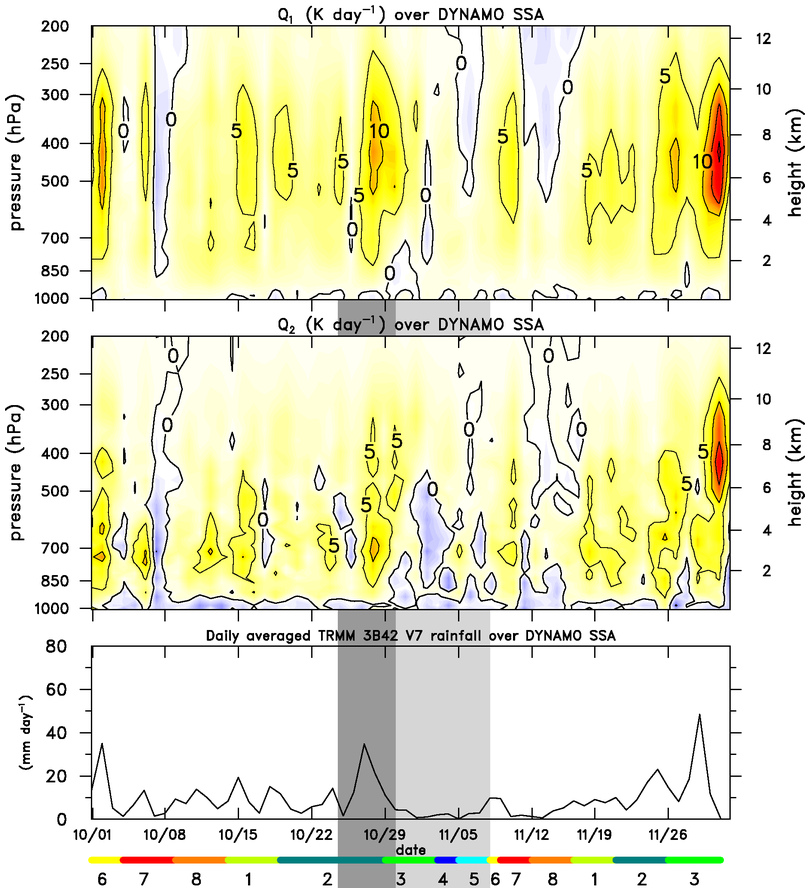 Q₁ (K day⁻¹) over DYNAMO SSA
200
250
300
400
500
700
850
1000
pressure (hPa)
12
10
8
6
4
2
height (km)
0 0 5 5 5 5 0 10 0 0 0 5 0 5 5 10
Q₂ (K day⁻¹) over DYNAMO SSA
200
250
300
400
500
700
850
1000
pressure (hPa)
12
10
8
6
4
2
height (km)
0 0 0 5 5 5 5 0 0 0 0 5 5
Daily averaged TRMM 3B42 V7 rainfall over DYNAMO SSA
80
60
40
20
0
(mm day⁻¹)
10/01 10/08 10/15 10/22 10/29 11/05 11/12 11/19 11/26
date
6 7 8 1 2 3 4 5 6 7 8 1 2 3